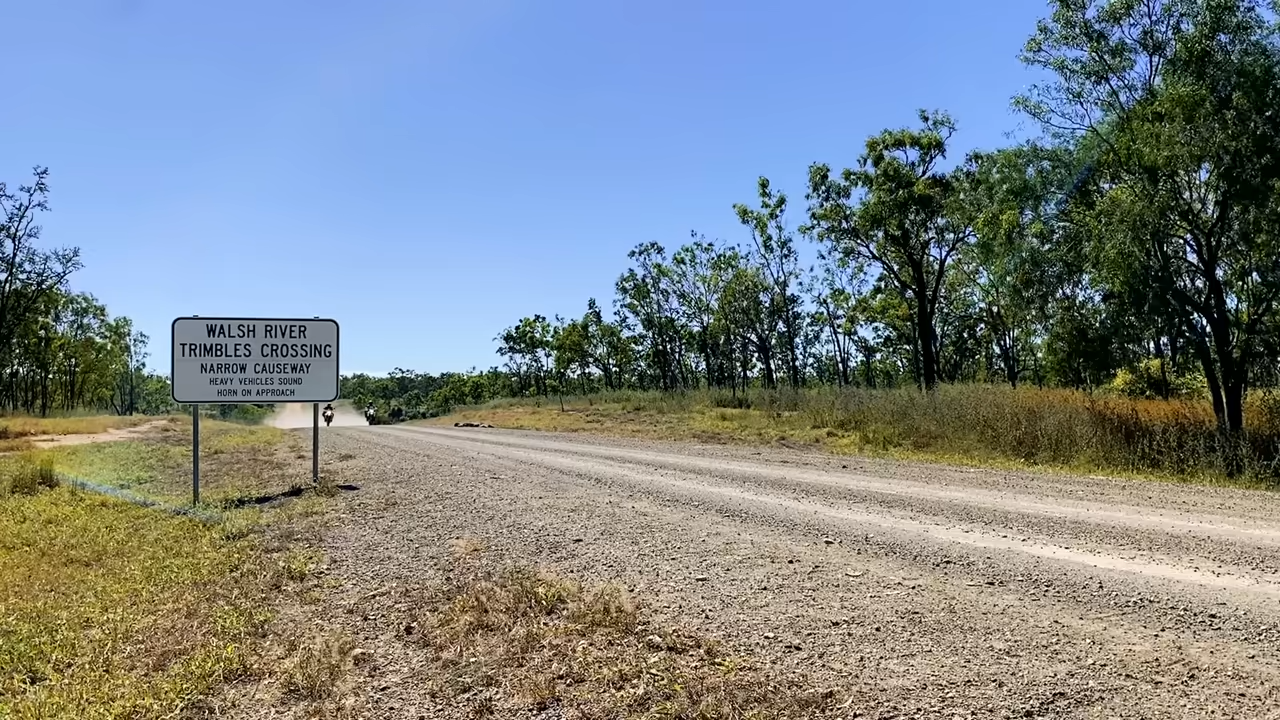 WALSH RIVER
TRIMBLES CROSSING
NARROW CAUSEWAY
HEAVY VEHICLES SOUND
HORN ON APPROACH